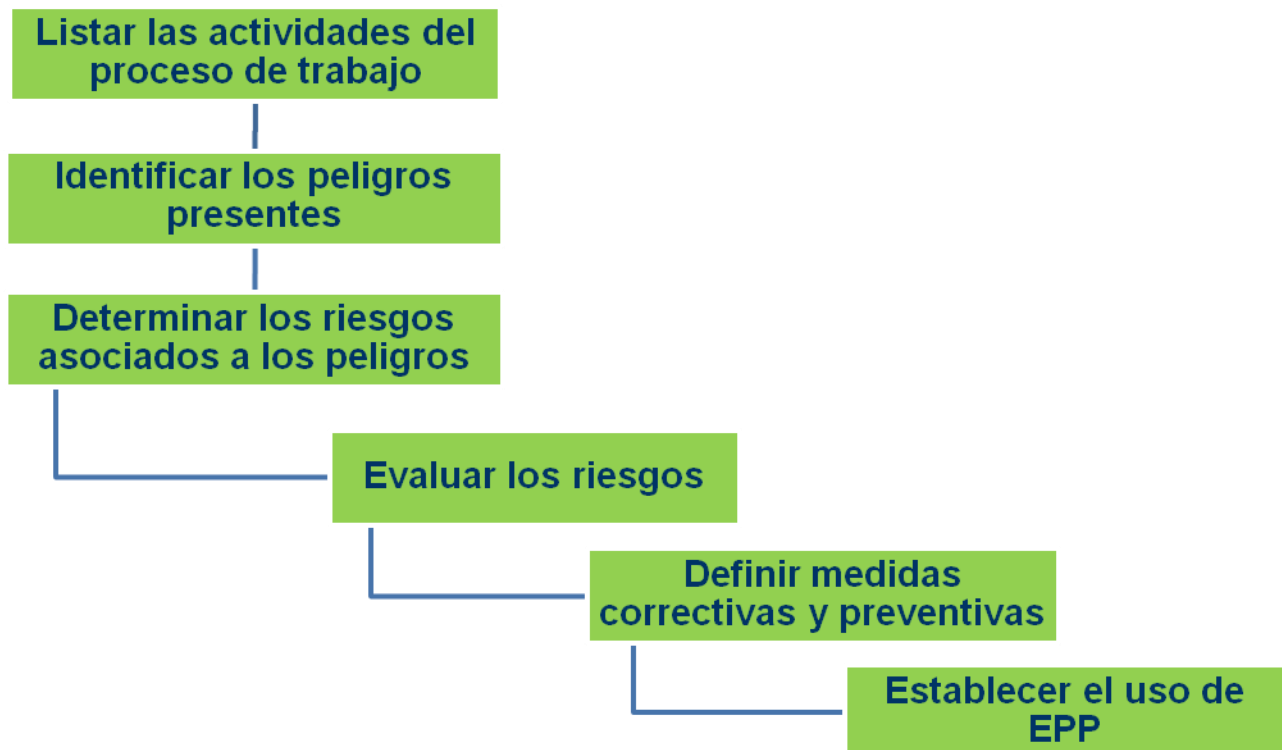 Listar las actividades del
proceso de trabajo
Identificar los peligros
presentes
Determinar los riesgos
asociados a los peligros
Evaluar los riesgos
Definir medidas
correctivas y preventivas
Establecer el uso de
EPP